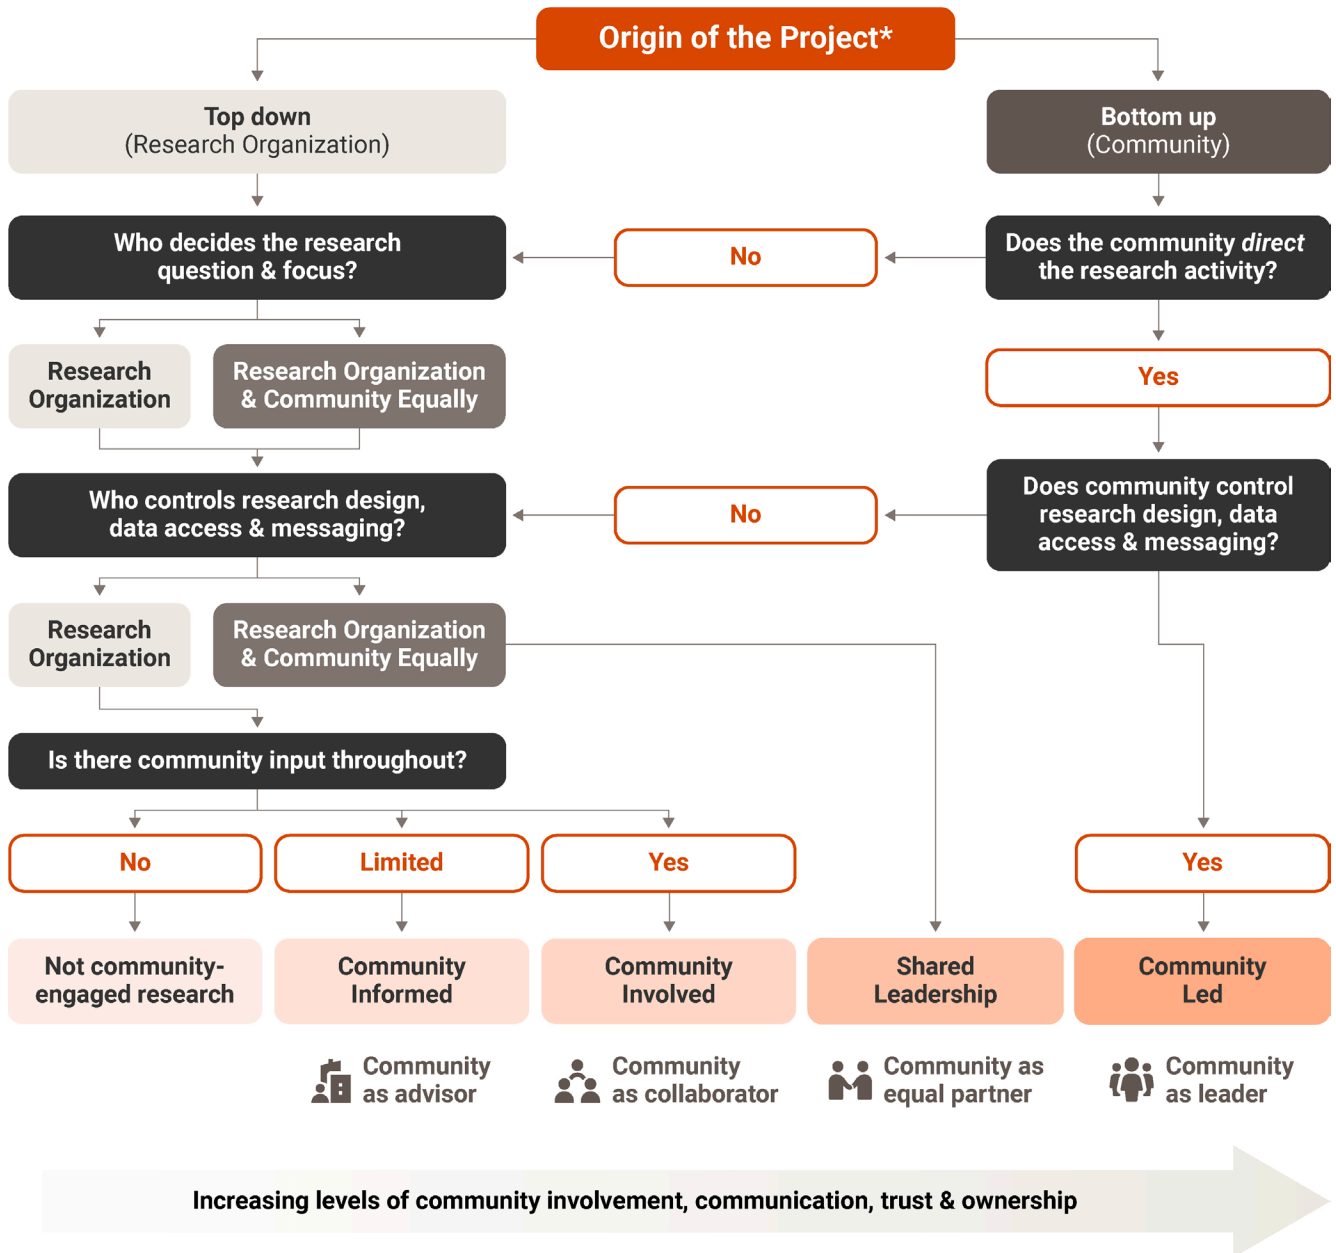 Origin of the Project*
Top down
(Research Organization)
Bottom up
(Community)
Who decides the research
question & focus?
No
Does the community direct
the research activity?
Research
Organization
Research Organization
& Community Equally
Yes
Who controls research design,
data access & messaging?
No
Does community control
research design, data
access & messaging?
Research
Organization
Research Organization
& Community Equally
Is there community input throughout?
No
Limited
Yes
Yes
Not community-
engaged research
Community
Informed
Community
Involved
Shared
Leadership
Community
Led
Community
as advisor
Community
as collaborator
Community as
equal partner
Community
as leader
Increasing levels of community involvement, communication, trust & ownership